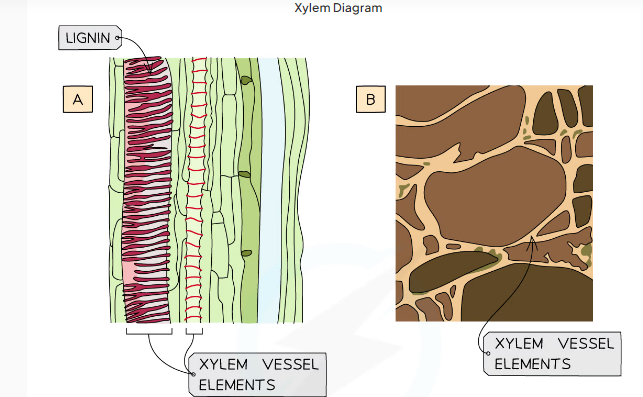 Xylem Diagram
LIGNIN
A
B
XYLEM VESSEL
ELEMENTS
XYLEM VESSEL
ELEMENTS